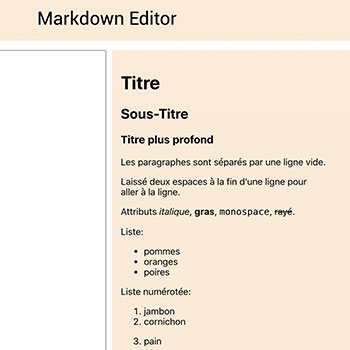 Markdown Editor
Titre
Sous-Titre
Titre plus profond
Les paragraphes sont séparés par une ligne vide.
Laissé deux espaces à la fin d'une ligne pour
aller à la ligne.
Attributs italique, gras, monospace, rayé.
Liste:
• pommes
• oranges
• poires
Liste numérotée:
1. jambon
2. cornichon
3. pain